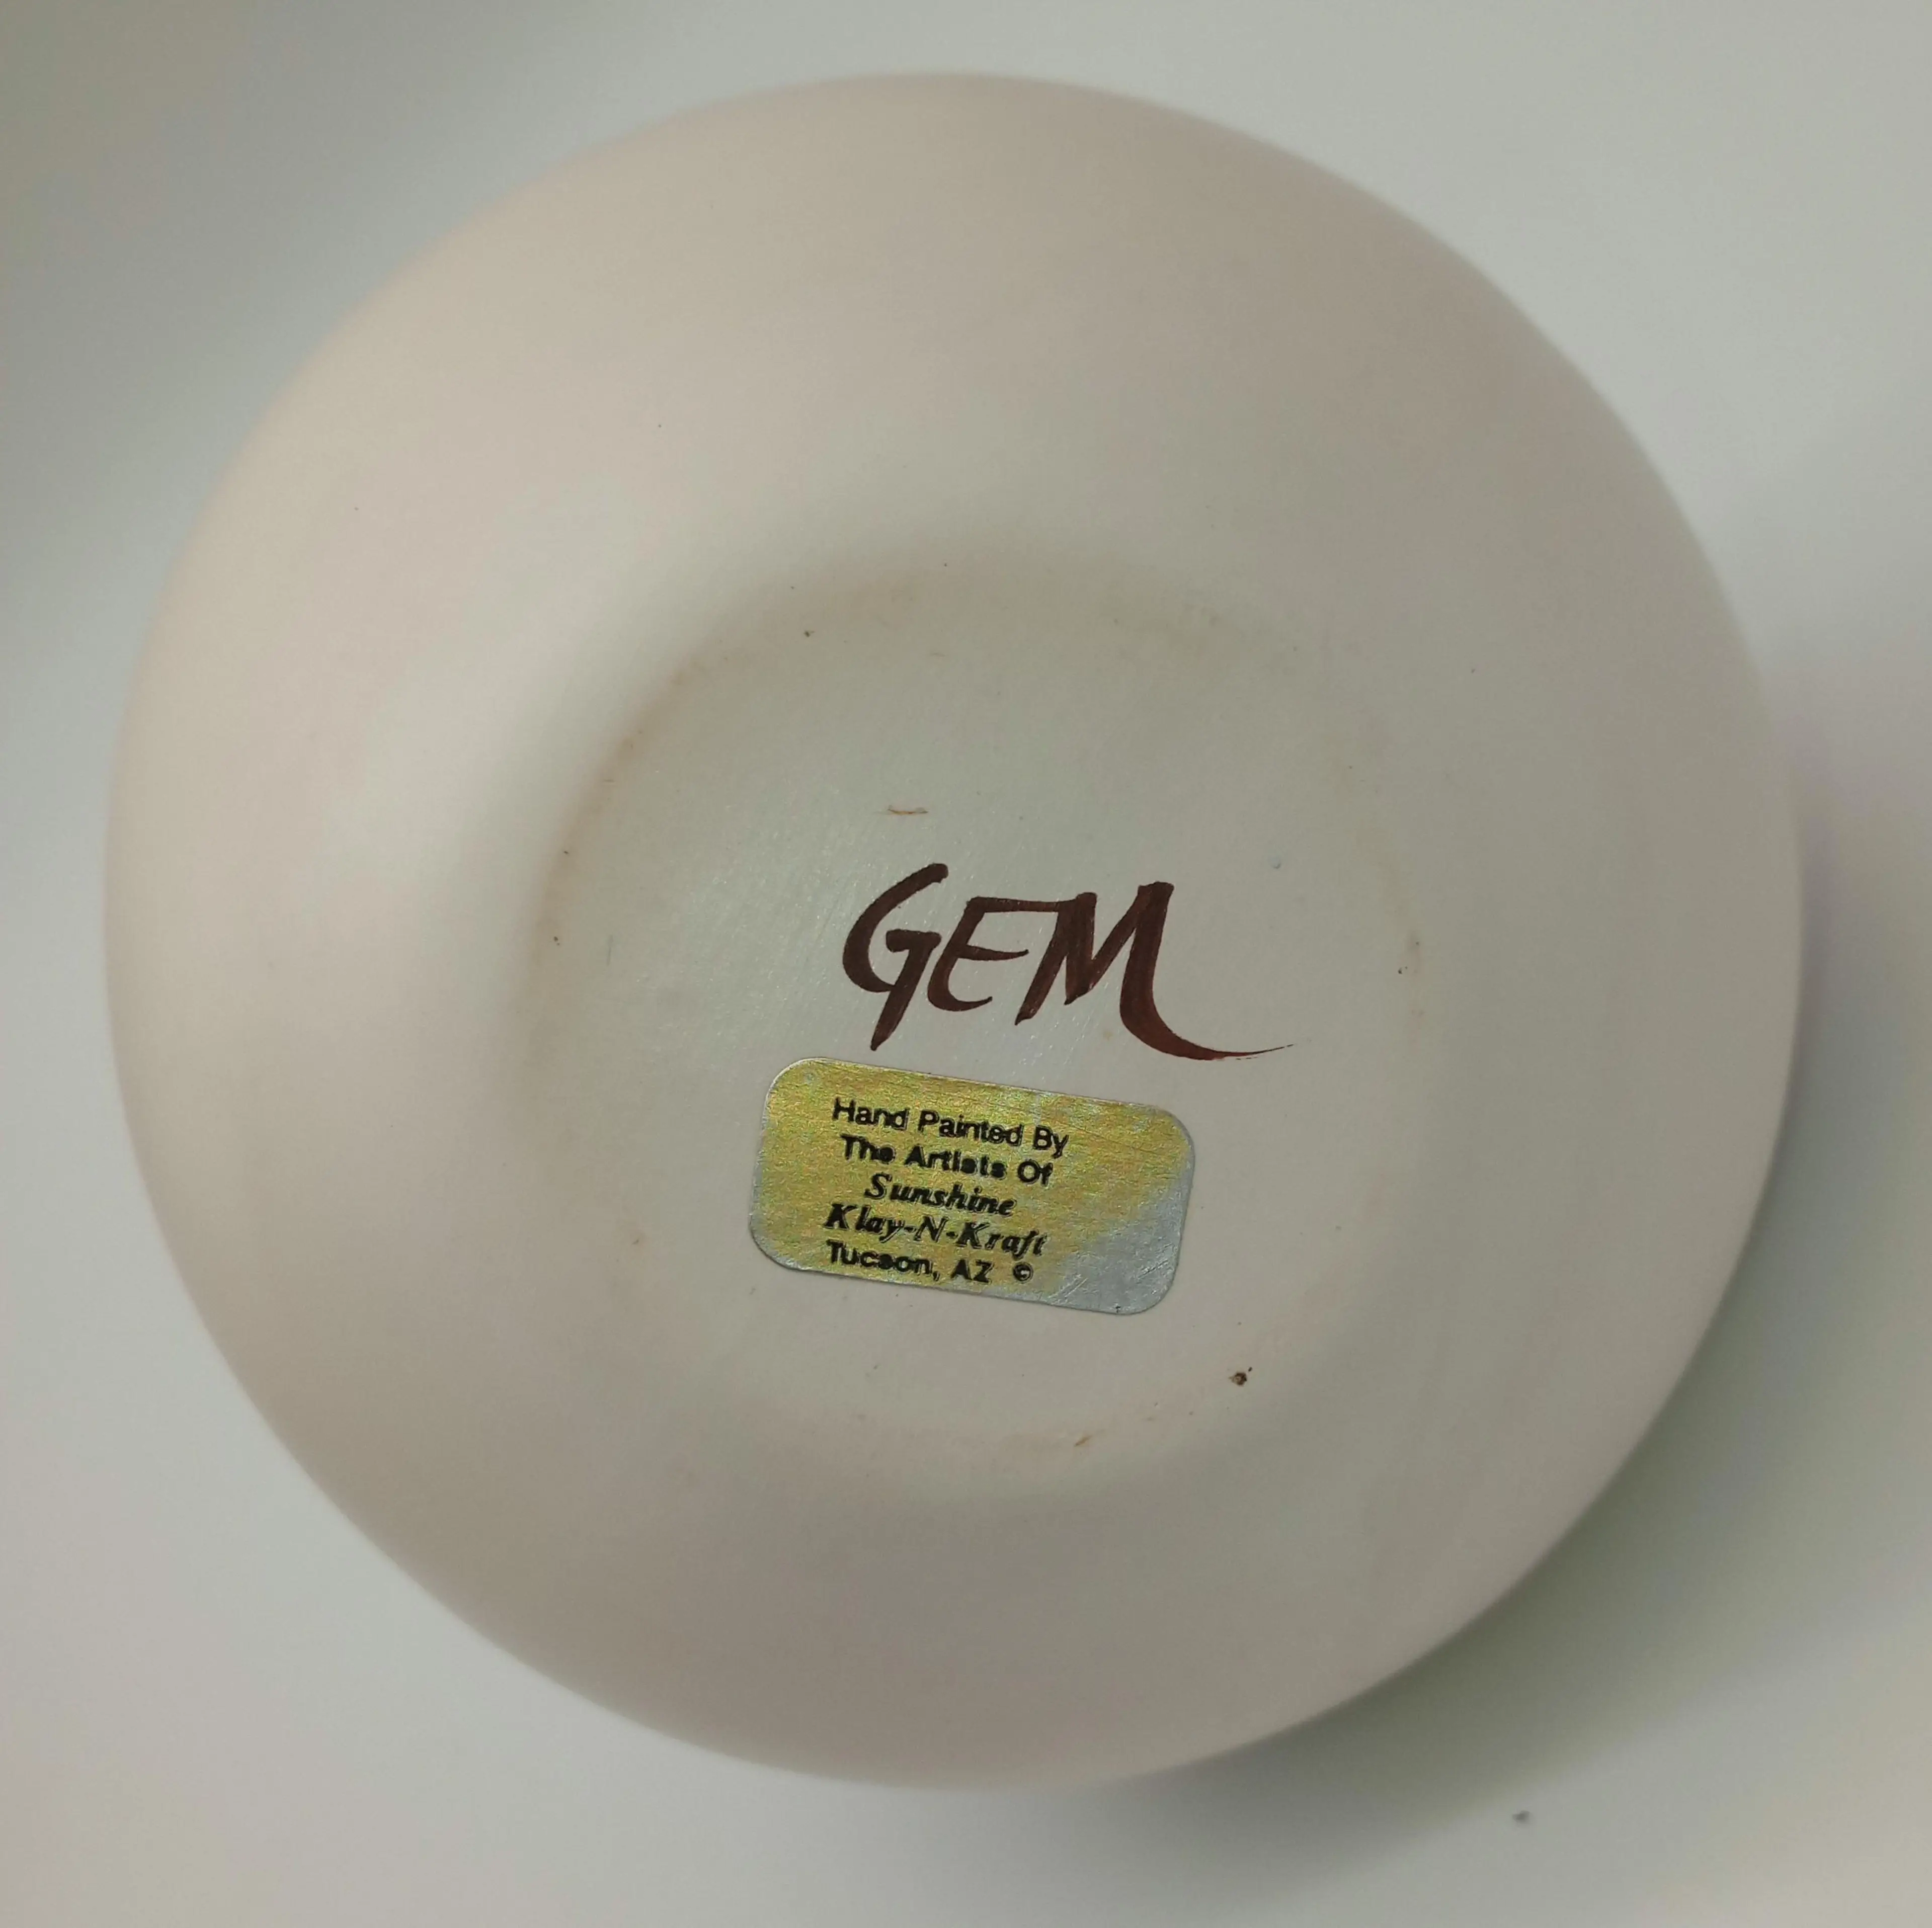 GEM
Hand Painted By
The Artists Of
Sunshine
Klay-N-Kraft
Tucson, AZ ©